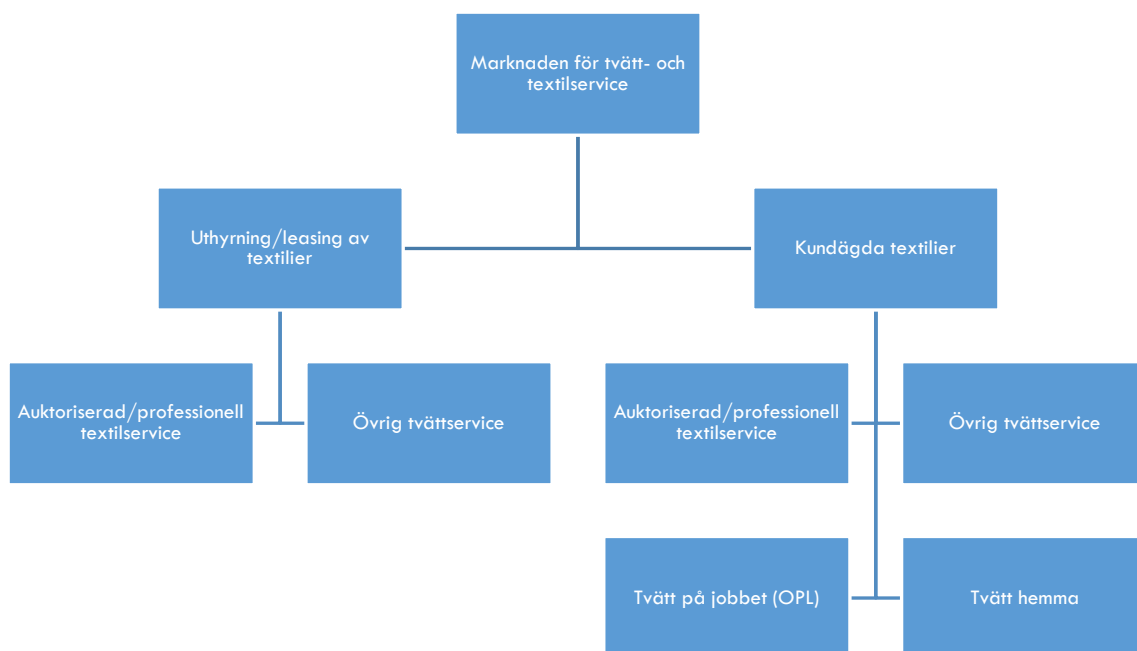 Marknaden för tvätt- och
textilservice
Uthyrning/leasing av
textilier
Kundägda textilier
Auktoriserad/professionell
textilservice
Övrig tvättservice
Auktoriserad/professionell
textilservice
Övrig tvättservice
Tvätt på jobbet (OPL)
Tvätt hemma